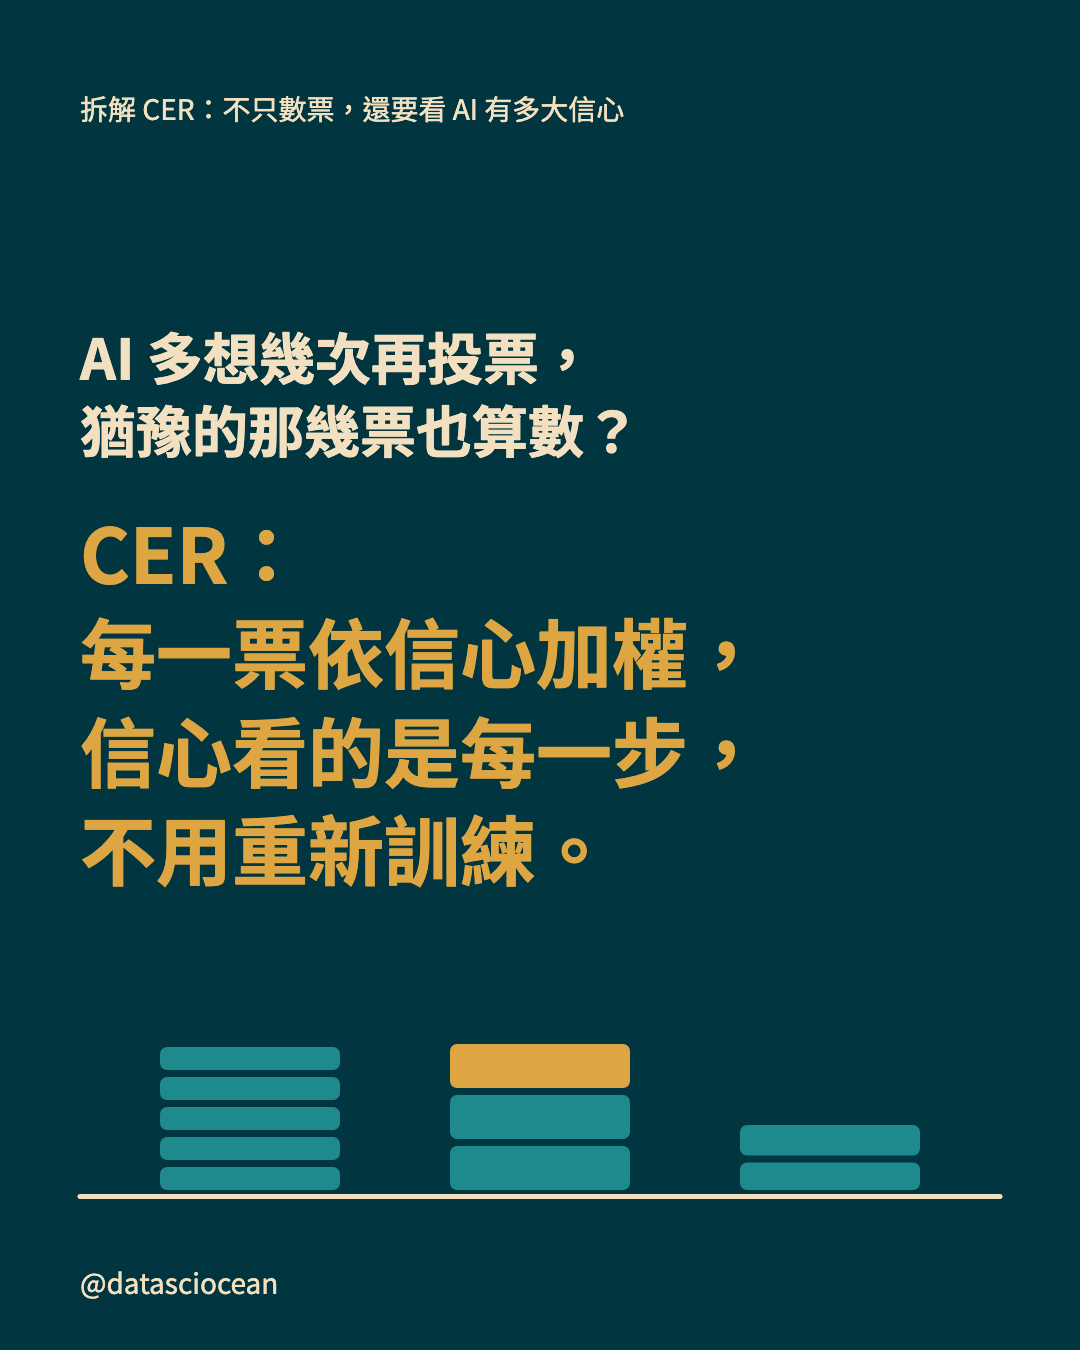 拆解 CER：不只數票，還要看 AI 有多大信心
AI 多想幾次再投票，
猶豫的那幾票也算數？
CER：
每一票依信心加權，
信心看的是每一步，
不用重新訓練。
@datasciocean